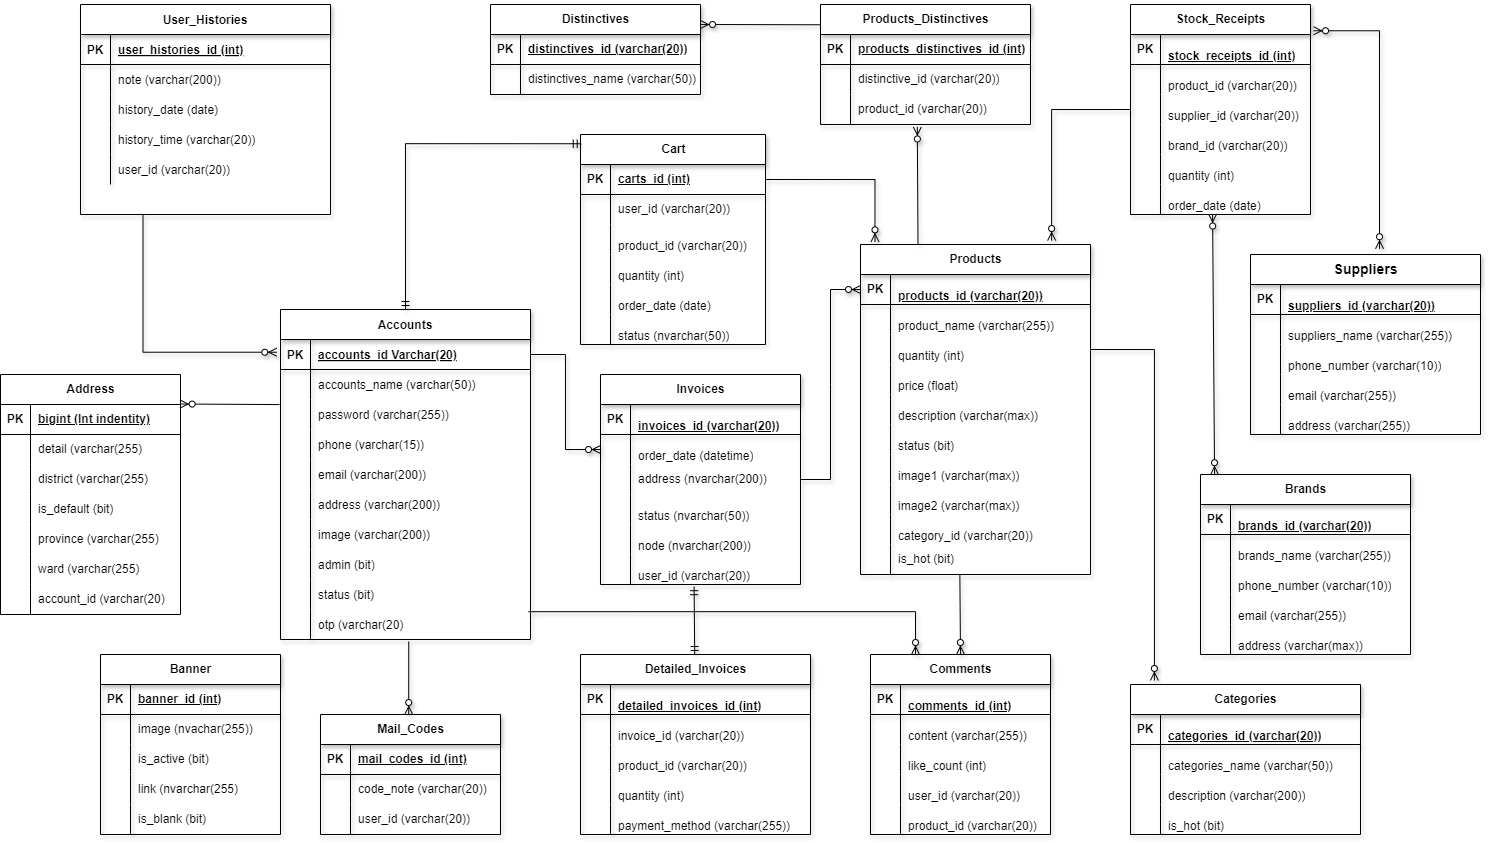 User_Histories
PK user_histories_id (int)
note (varchar(200))
history_date (date)
history_time (varchar(20))
user_id (varchar(20))
Distinctives
PK distinctives_id (varchar(20))
distinctives_name (varchar(50))
Products_Distinctives
PK products_distinctives_id (int)
distinctive_id (varchar(20))
product_id (varchar(20))
Stock_Receipts
PK stock_receipts_id (int)
product_id (varchar(20))
supplier_id (varchar(20))
brand_id (varchar(20))
quantity (int)
order_date (date)
Cart
PK carts_id (int)
user_id (varchar(20))
product_id (varchar(20))
quantity (int)
order_date (date)
status (nvarchar(50))
Products
PK products_id (varchar(20))
product_name (varchar(255))
quantity (int)
price (float)
description (varchar(max))
status (bit)
image1 (varchar(max))
image2 (varchar(max))
category_id (varchar(20))
is_hot (bit)
Suppliers
PK suppliers_id (varchar(20))
suppliers_name (varchar(255))
phone_number (varchar(10))
email (varchar(255))
address (varchar(255))
Accounts
PK accounts_id Varchar(20)
accounts_name (varchar(50))
password (varchar(255))
phone (varchar(15))
email (varchar(200))
address (varchar(200))
image (varchar(200))
admin (bit)
status (bit)
otp (varchar(20)
Address
PK bigint (Int indentity)
detail (varchar(255)
district (varchar(255)
is_default (bit)
province (varchar(255)
ward (varchar(255)
account_id (varchar(20)
Invoices
PK invoices_id (varchar(20))
order_date (datetime)
address (nvarchar(200))
status (nvarchar(50))
node (nvarchar(200))
user_id (varchar(20))
Brands
PK brands_id (varchar(20))
brands_name (varchar(255))
phone_number (varchar(10))
email (varchar(255))
address (varchar(max))
Banner
PK banner_id (int)
image (nvachar(255))
is_active (bit)
link (nvarchar(255)
is_blank (bit)
Mail_Codes
PK mail_codes_id (int)
code_note (varchar(20))
user_id (varchar(20))
Detailed_Invoices
PK detailed_invoices_id (int)
invoice_id (varchar(20))
product_id (varchar(20))
quantity (int)
payment_method (varchar(255))
Comments
PK comments_id (int)
content (varchar(255))
like_count (int)
user_id (varchar(20))
product_id (varchar(20))
Categories
PK categories_id (varchar(20))
categories_name (varchar(50))
description (varchar(200))
is_hot (bit)